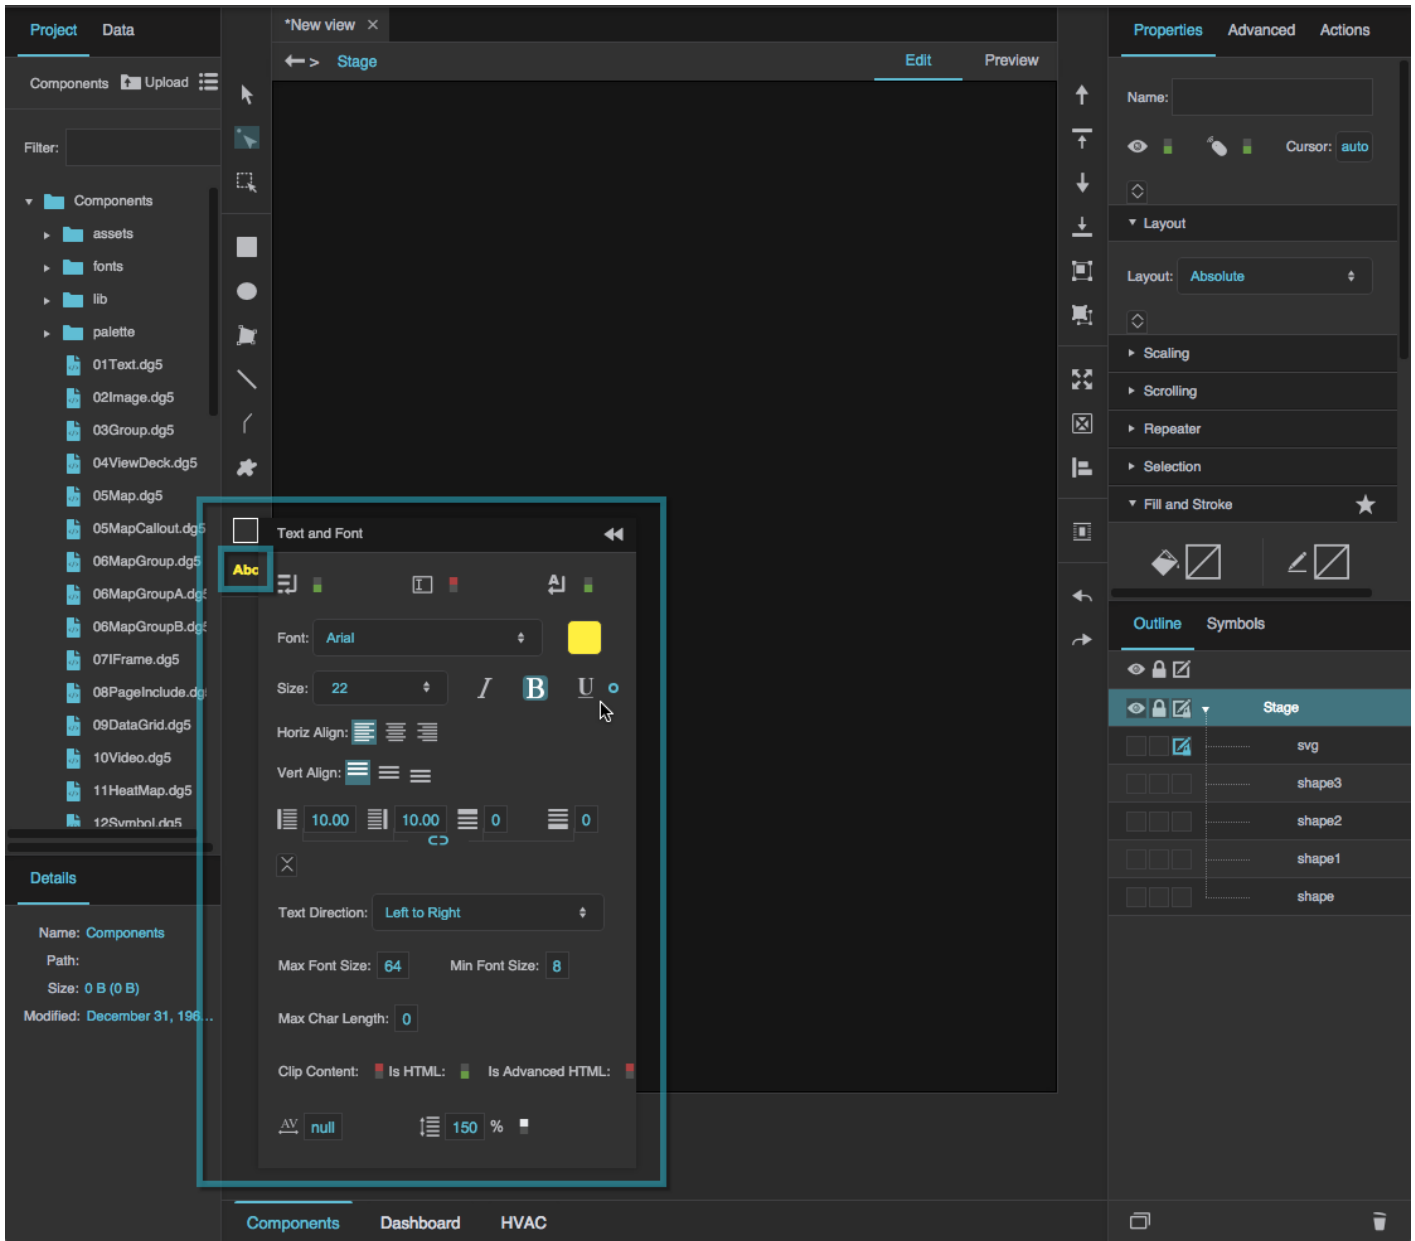 Project Data
Components Upload
Filter:
Components
assets
fonts
lib
palette
01Text.dg5
02Image.dg5
03Group.dg5
04ViewDeck.dg5
05Map.dg5
05MapCallout.dg5
06MapGroup.dg5
06MapGroupA.dg5
06MapGroupB.dg5
07IFrame.dg5
08PageInclude.dg
09DataGrid.dg5
10Video.dg5
11HeatMap.dg5
12Symbol.dg5
Details
Name: Components
Path:
Size: 0 B (0 B)
Modified: December 31, 196...
*New view ×
> Stage
Edit Preview
Abc
Text and Font
Font: Arial
Size: 22 I B U
Horiz Align:
Vert Align:
10.00 10.00 0 0
Text Direction: Left to Right
Max Font Size: 64 Min Font Size: 8
Max Char Length: 0
Clip Content: Is HTML: Is Advanced HTML:
AV null 150 %
Components Dashboard HVAC
Properties Advanced Actions
Name:
Cursor: auto
Layout
Layout: Absolute
Scaling
Scrolling
Repeater
Selection
Fill and Stroke
Outline Symbols
Stage
svg
shape3
shape2
shape1
shape